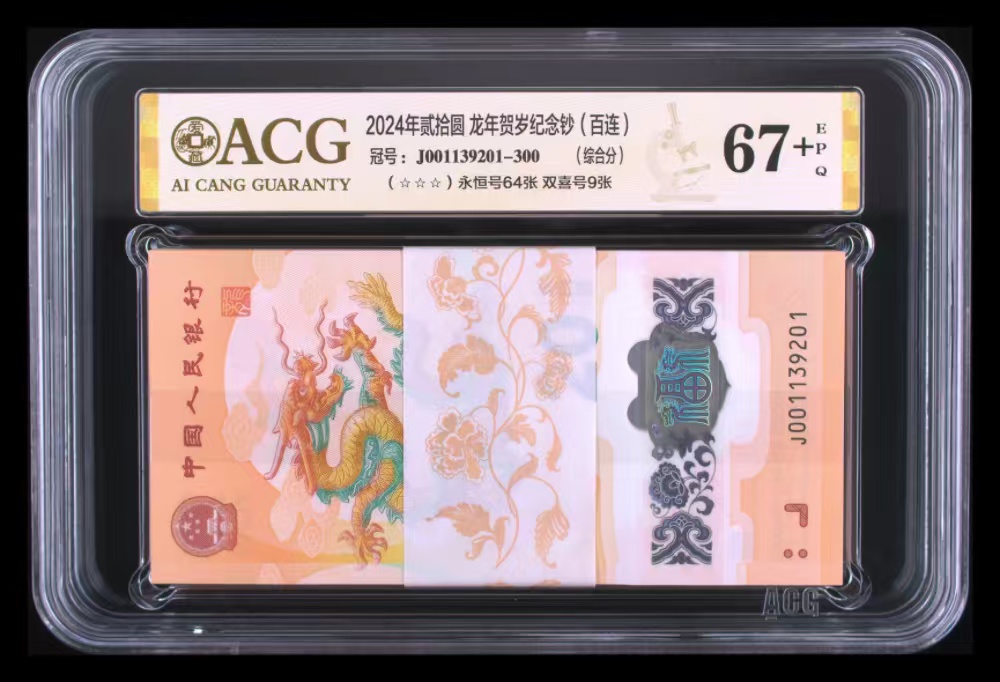 ACG
AI CANG GUARANTY
2024年贰拾圆 龙年贺岁纪念钞（百连）
冠号：J001139201-300 （综合分）
（☆☆☆）永恒号64张 双喜号9张
67+
EPQ
中国人民银行
J001139201
ACG